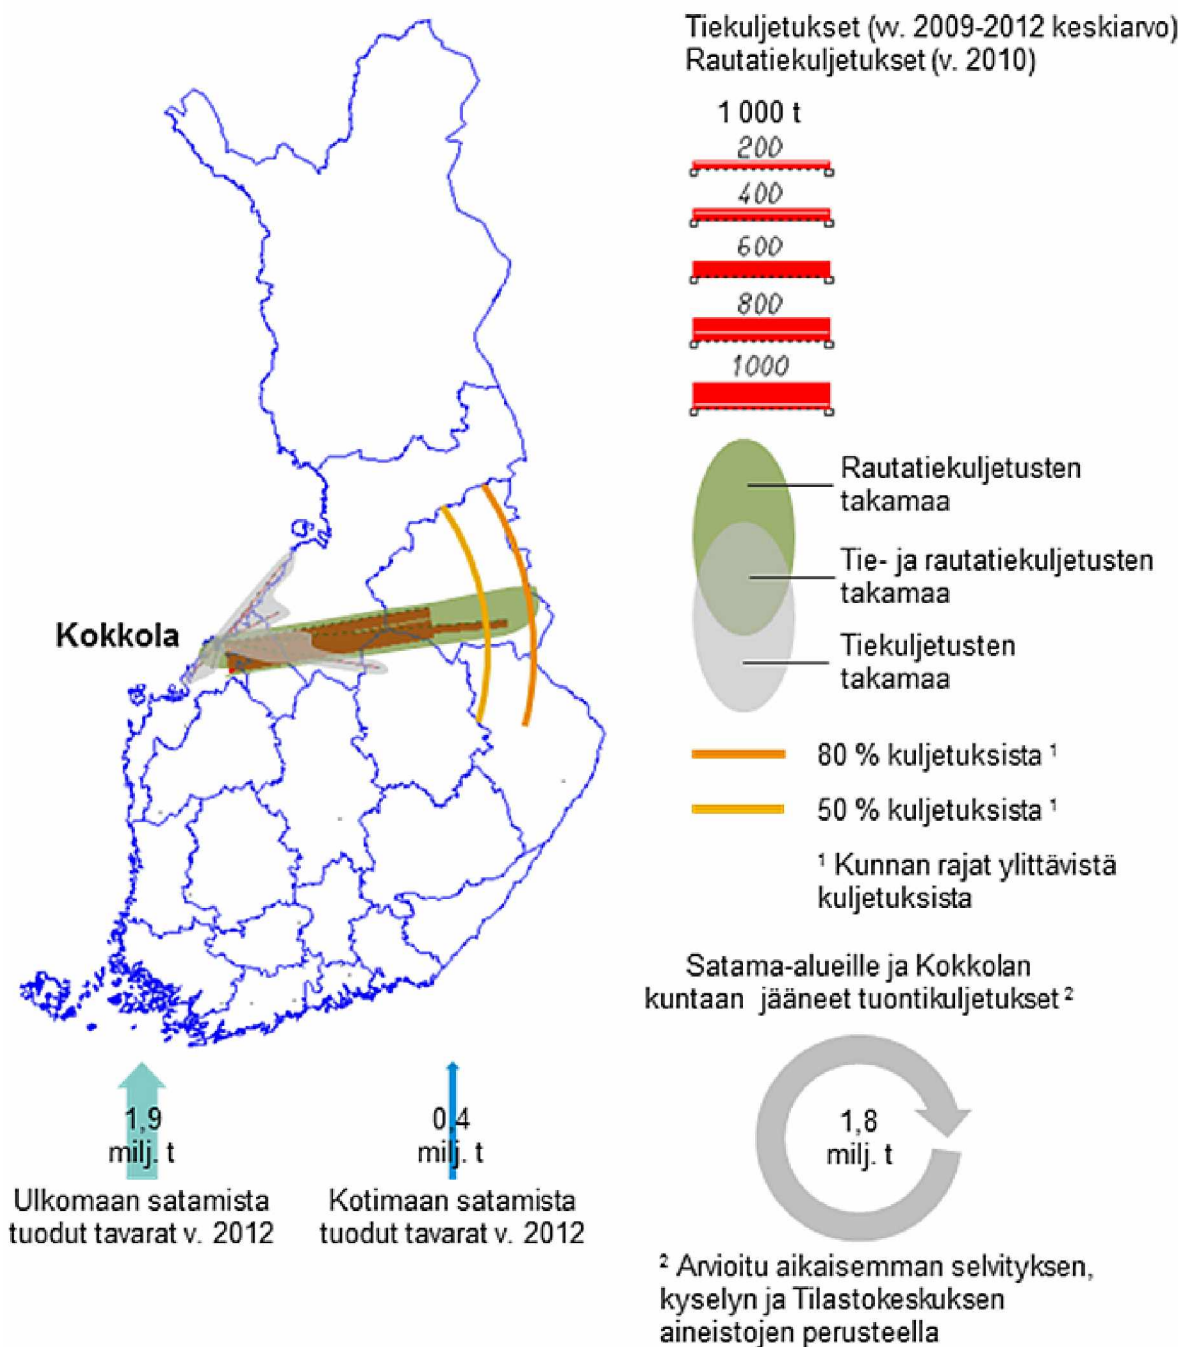 Tiekuljetukset (vv. 2009-2012 keskiarvo)
Rautatiekuljetukset (v. 2010)
1 000 t
200
400
600
800
1000
Rautatiekuljetusten
takamaa
Tie- ja rautatiekuljetusten
takamaa
Tiekuljetusten
takamaa
Kokkola
80 % kuljetuksista ¹
50 % kuljetuksista ¹
¹ Kunnan rajat ylittävistä
kuljetuksista
Satama-alueille ja Kokkolan
kuntaan jääneet tuontikuljetukset ²
1,8
milj. t
1,9
milj. t
Ulkomaan satamista
tuodut tavarat v. 2012
0,4
milj. t
Kotimaan satamista
tuodut tavarat v. 2012
² Arvioitu aikaisemman selvityksen,
kyselyn ja Tilastokeskuksen
aineistojen perusteella